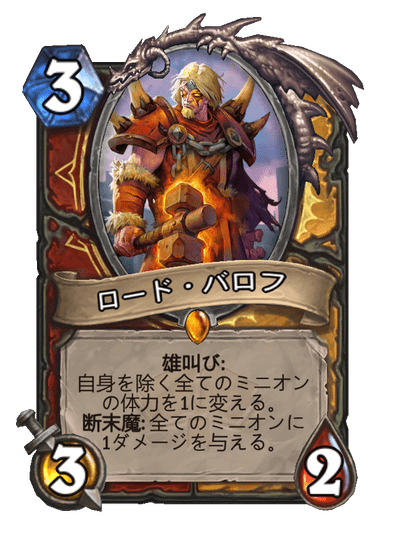 3
ロード・バロフ
雄叫び:
自身を除く全てのミニオン
の体力を1に変える。
断末魔: 全てのミニオンに
1ダメージを与える。
3
2